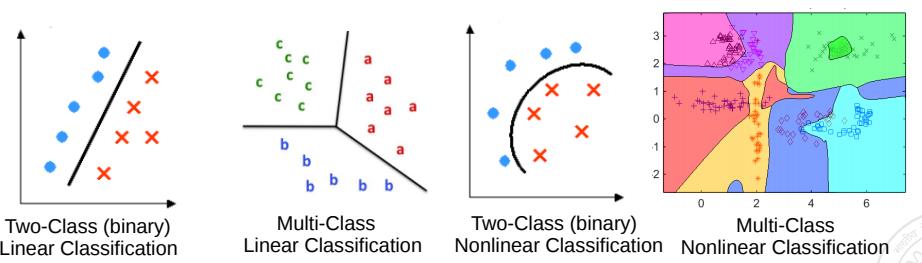 c
c c
c c c
c c
a
a
a a a
a
a
b
b
b b b b
3
2
1
0
1
2
0 2 4 6
Two-Class (binary)
Linear Classification
Multi-Class
Linear Classification
Two-Class (binary)
Nonlinear Classification
Multi-Class
Nonlinear Classification